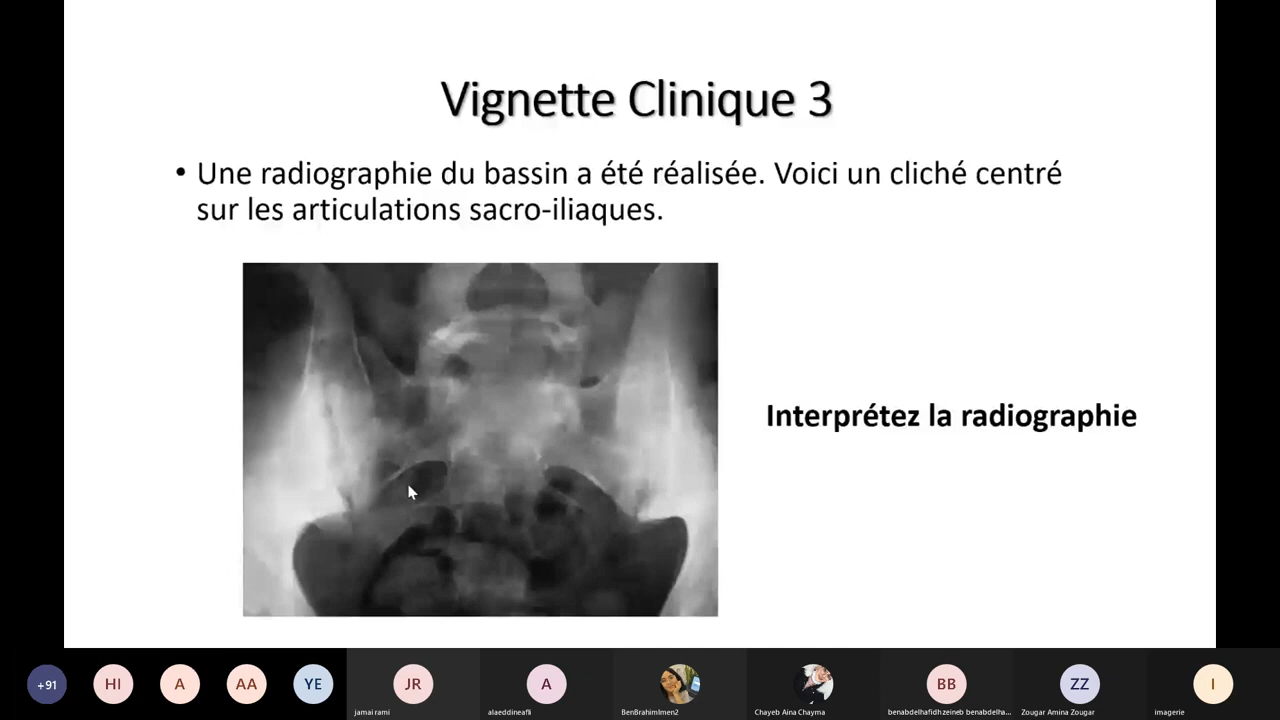 Vignette Clinique 3
• Une radiographie du bassin a été réalisée. Voici un cliché centré
sur les articulations sacro-iliaques.
Interprétez la radiographie
+91 HI A AA YE JR A BB ZZ I
jamai rami alaeddineafli BenBrahimImen2 Chayeb Aina Chayma benabdelhafidhzeineb benabdelha... Zougar Amina Zougar imagerie